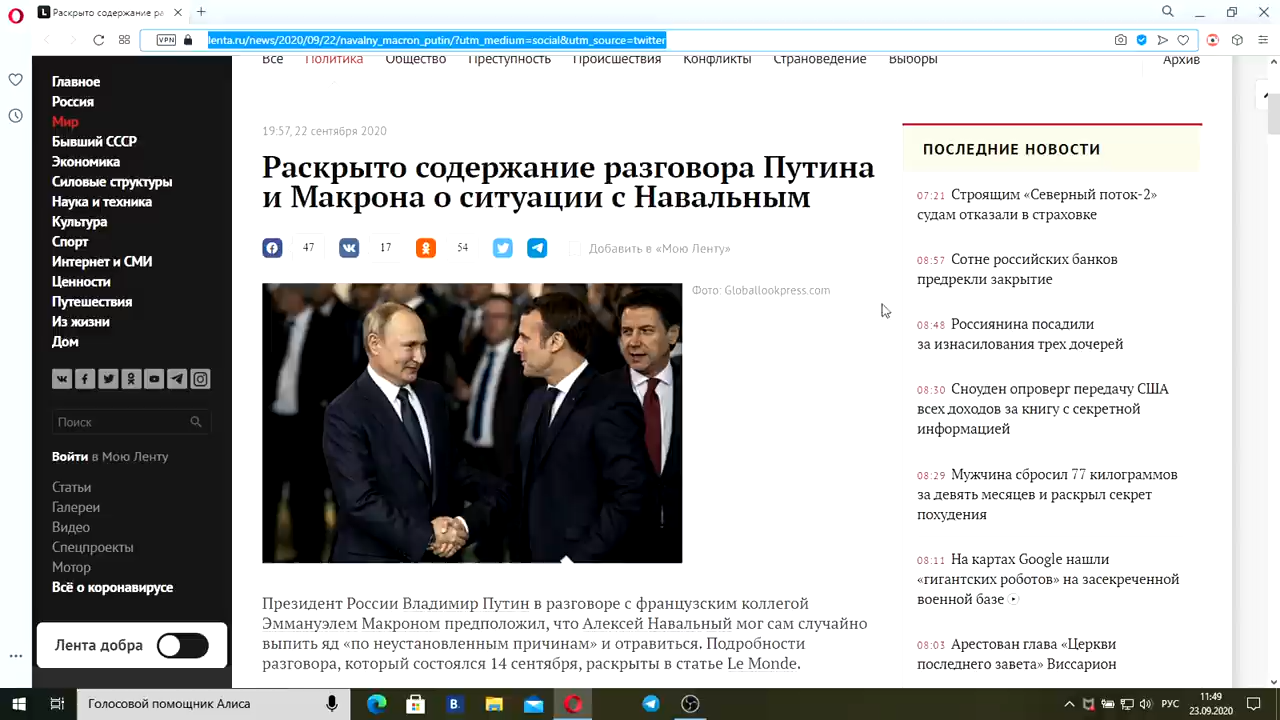 Раскрыто содержание ра
VPN
lenta.ru/news/2020/09/22/navalny_macron_putin/?utm_medium=social&utm_source=twitter
Все Политика Общество Преступность Происшествия Конфликты Страноведение Выборы Архив
Главное
Россия
Мир
Бывший СССР
Экономика
Силовые структуры
Наука и техника
Культура
Спорт
Интернет и СМИ
Ценности
Путешествия
Из жизни
Дом
Поиск
Войти в Мою Ленту
Статьи
Галереи
Видео
Спецпроекты
Мотор
Всё о коронавирусе
Лента добра
19:57, 22 сентября 2020
Раскрыто содержание разговора Путина
и Макрона о ситуации с Навальным
47 17 54 Добавить в «Мою Ленту»
Фото: Globallookpress.com
Президент России Владимир Путин в разговоре с французским коллегой
Эммануэлем Макроном предположил, что Алексей Навальный мог сам случайно
выпить яд «по неустановленным причинам» и отравиться. Подробности
разговора, который состоялся 14 сентября, раскрыты в статье Le Monde.
ПОСЛЕДНИЕ НОВОСТИ
07:21 Строящим «Северный поток-2»
судам отказали в страховке
08:57 Сотне российских банков
предрекли закрытие
08:48 Россиянина посадили
за изнасилования трех дочерей
08:30 Сноуден опроверг передачу США
всех доходов за книгу с секретной
информацией
08:29 Мужчина сбросил 77 килограммов
за девять месяцев и раскрыл секрет
похудения
08:11 На картах Google нашли
«гигантских роботов» на засекреченной
военной базе
08:03 Арестован глава «Церкви
последнего завета» Виссарион
Голосовой помощник Алиса
B.
РУС
11:49
23.09.2020